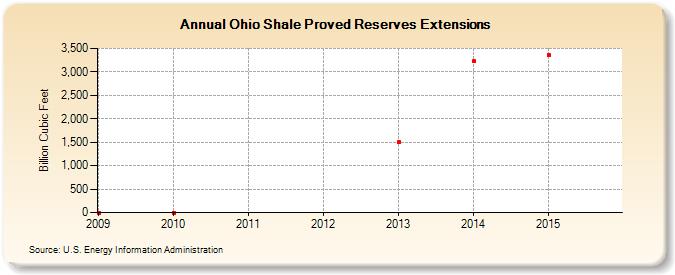 Annual Ohio Shale Proved Reserves Extensions
Billion Cubic Feet
3,500
3,000
2,500
2,000
1,500
1,000
500
0
2009 2010 2011 2012 2013 2014 2015
Source: U.S. Energy Information Administration